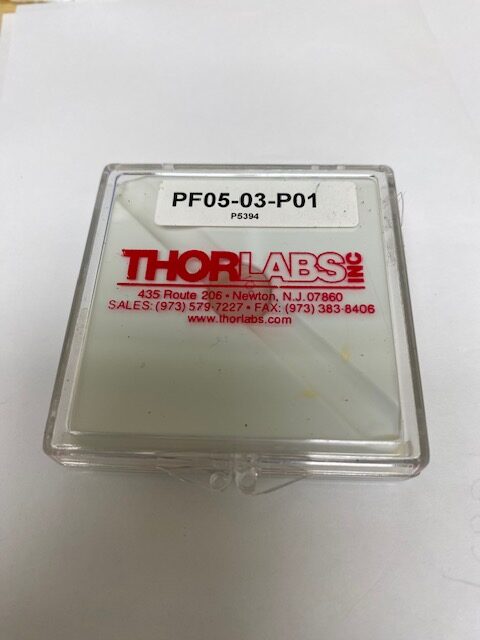 PF05-03-P01
P5394
THORLABS INC
435 Route 206 • Newton, N.J. 07860
SALES: (973) 579-7227 • FAX: (973) 383-8406
www.thorlabs.com